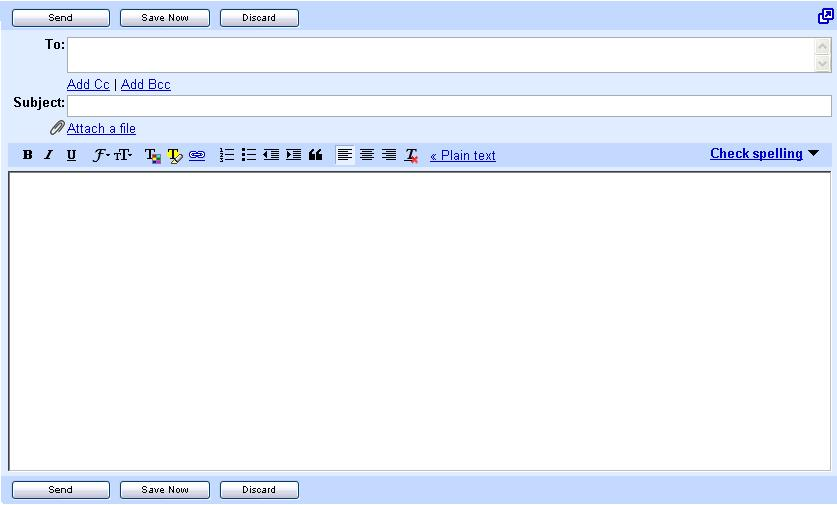 Send Save Now Discard
To:
Add Cc | Add Bcc
Subject:
Attach a file
B I U « Plain text Check spelling
Send Save Now Discard